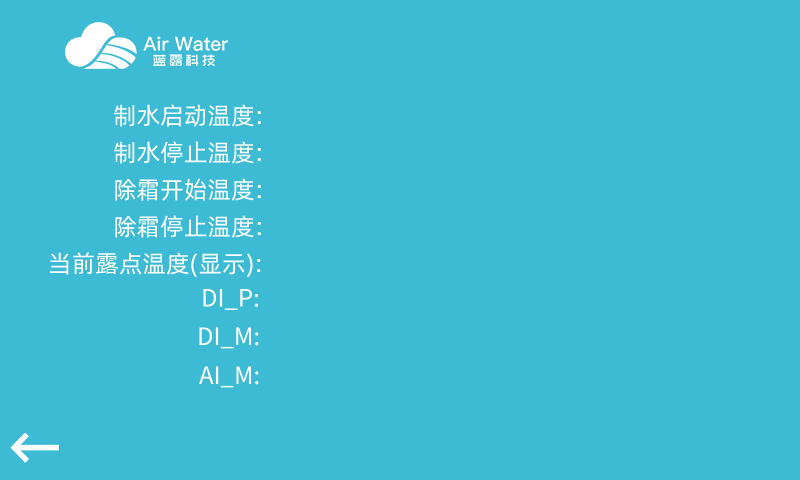 Air Water
蓝露科技
制水启动温度:
制水停止温度:
除霜开始温度:
除霜停止温度:
当前露点温度(显示):
DI_P:
DI_M:
AI_M: